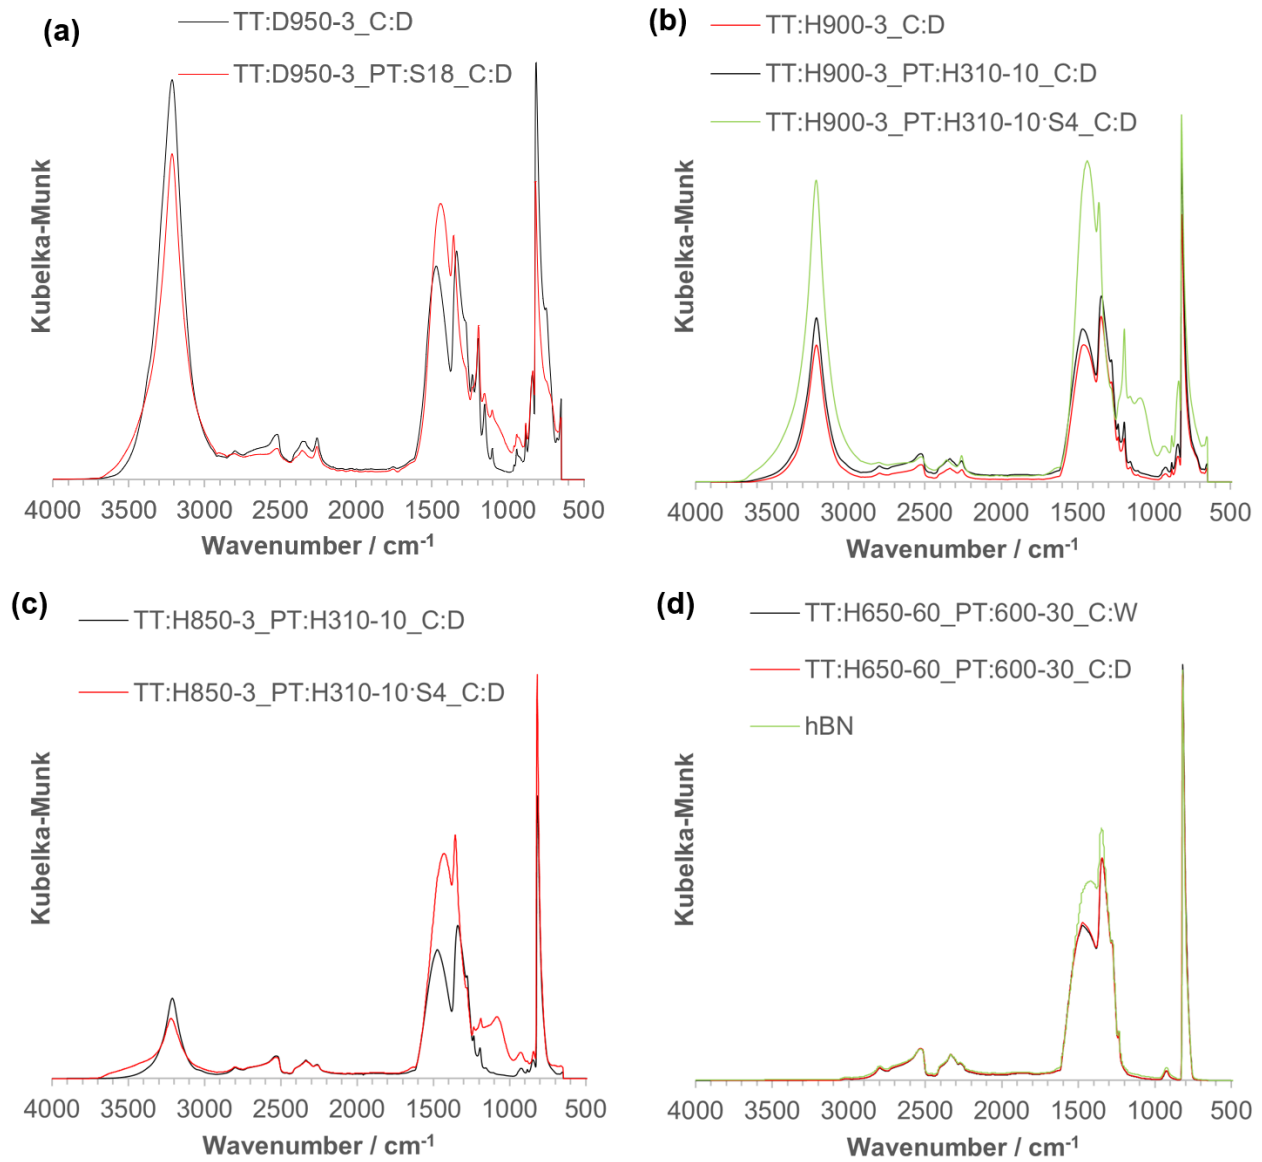 (a)
TT:D950-3_C:D
TT:D950-3_PT:S18_C:D
Kubelka-Munk
4000 3500 3000 2500 2000 1500 1000 500
Wavenumber / cm⁻¹
(b)
TT:H900-3_C:D
TT:H900-3_PT:H310-10_C:D
TT:H900-3_PT:H310-10·S4_C:D
Kubelka-Munk
4000 3500 3000 2500 2000 1500 1000 500
Wavenumber / cm⁻¹
(c)
TT:H850-3_PT:H310-10_C:D
TT:H850-3_PT:H310-10·S4_C:D
Kubelka-Munk
4000 3500 3000 2500 2000 1500 1000 500
Wavenumber / cm⁻¹
(d)
TT:H650-60_PT:600-30_C:W
TT:H650-60_PT:600-30_C:D
hBN
Kubelka-Munk
4000 3500 3000 2500 2000 1500 1000 500
Wavenumber / cm⁻¹